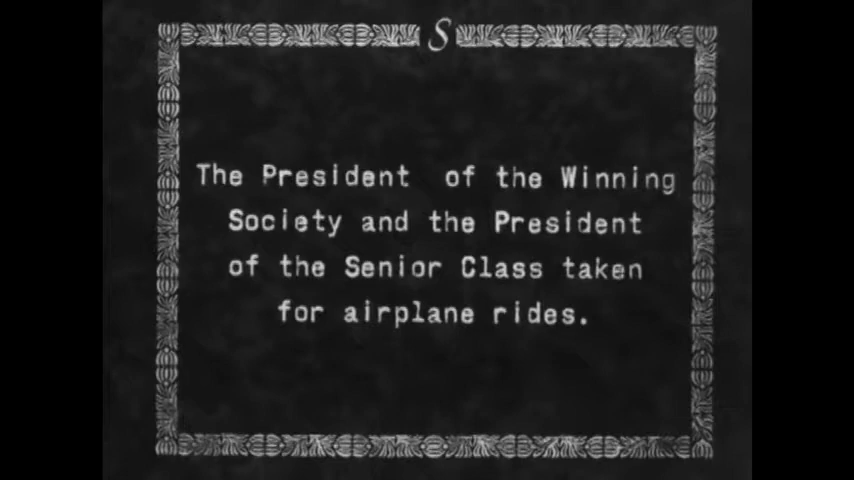 S
The President of the Winning
Society and the President
of the Senior Class taken
for airplane rides.